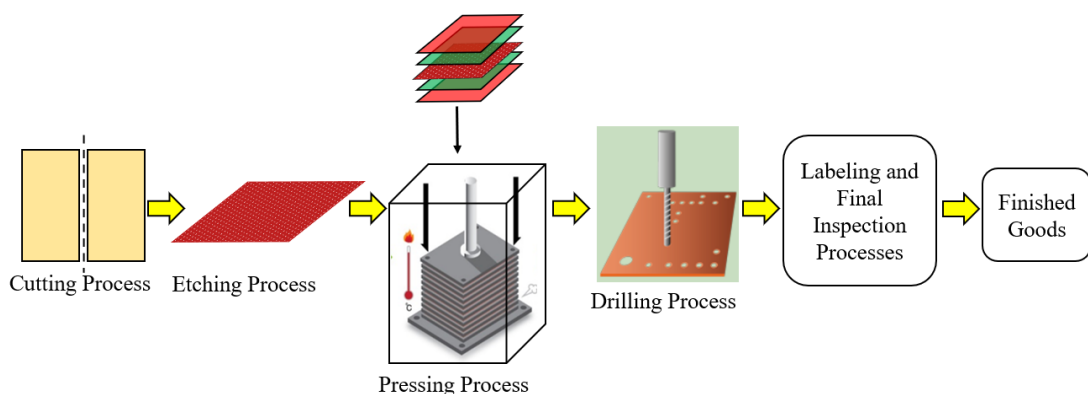 Cutting Process
Etching Process
°C
Pressing Process
Drilling Process
Labeling and
Final
Inspection
Processes
Finished
Goods